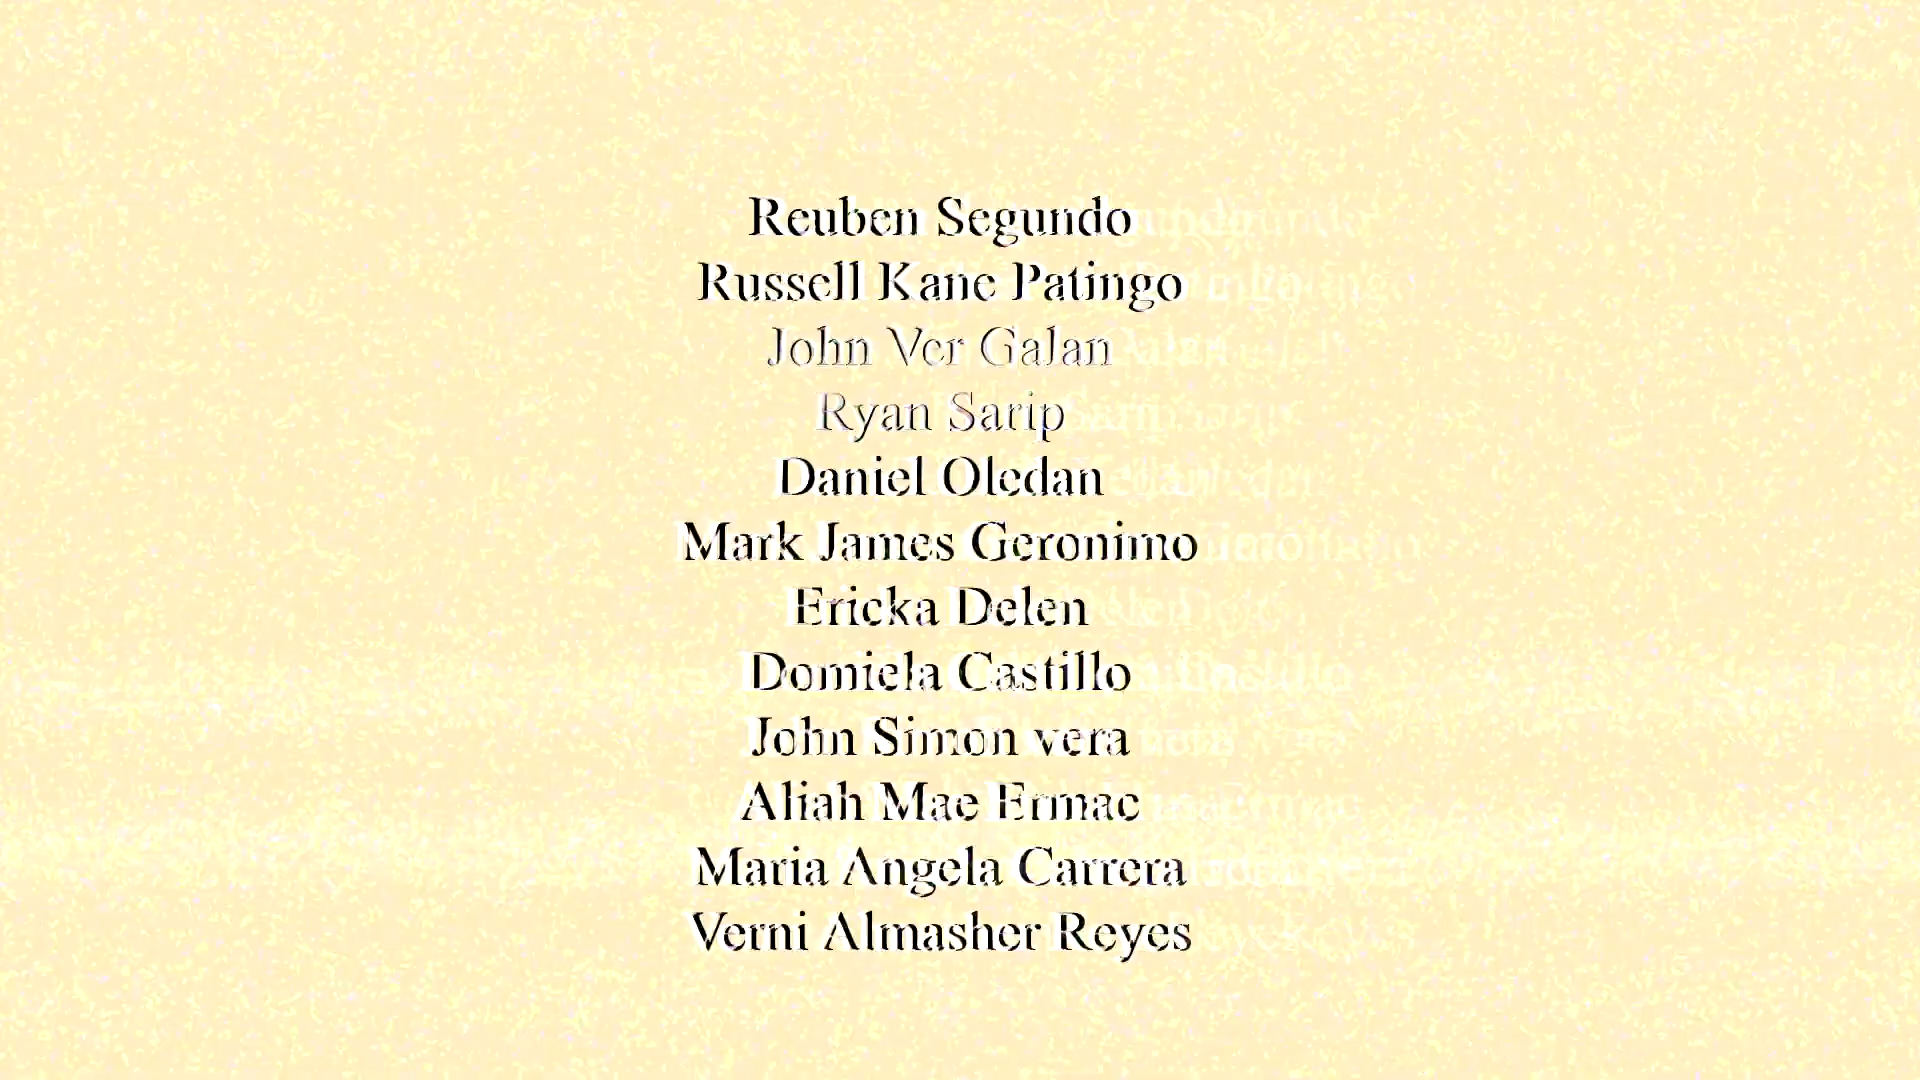 Reuben Segundo
Russell Kane Patingo
John Ver Galan
Ryan Sarip
Daniel Oledan
Mark James Geronimo
Ericka Delen
Domiela Castillo
John Simon vera
Aliah Mae Ermac
Maria Angela Carrera
Verni Almasher Reyes